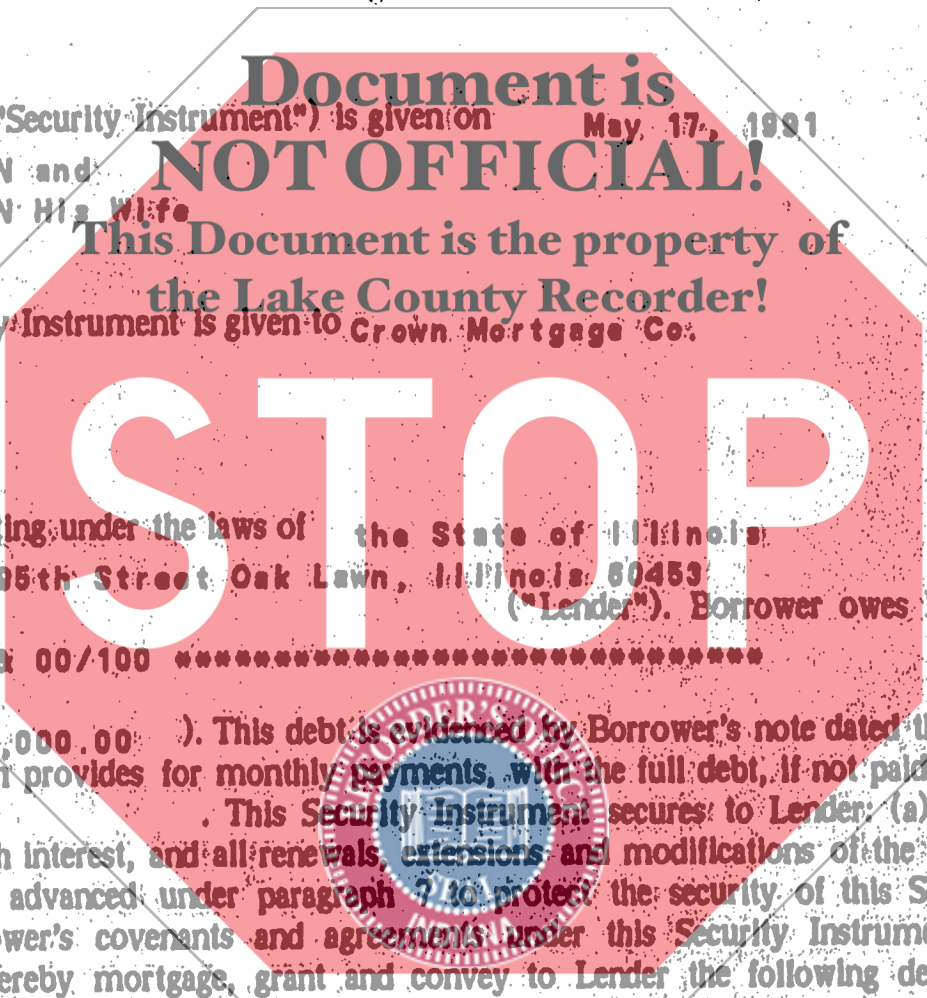 Document is
"Security Instrument") is given on May 17, 1991
NOT OFFICIAL!
N and
N His Wife
This Document is the property of
the Lake County Recorder!
Instrument is given to Crown Mortgage Co.
STOP
ing under the laws of the State of Illinois
95th Street Oak Lawn, Illinois 60453
("Lender"). Borrower owes
00/100 ************************************
,000.00 ). This debt is evidenced by Borrower's note dated
provides for monthly payments, with the full debt, if not paid
. This Security Instrument secures to Lender: (a)
h interest, and all renewals, extensions and modifications of the
advanced under paragraph 7 to protect the security of this S
wer's covenants and agreements under this Security Instrume
ereby mortgage, grant and convey to Lender the following de
RECORDER'S OFFICE
SEAL
INDIANA